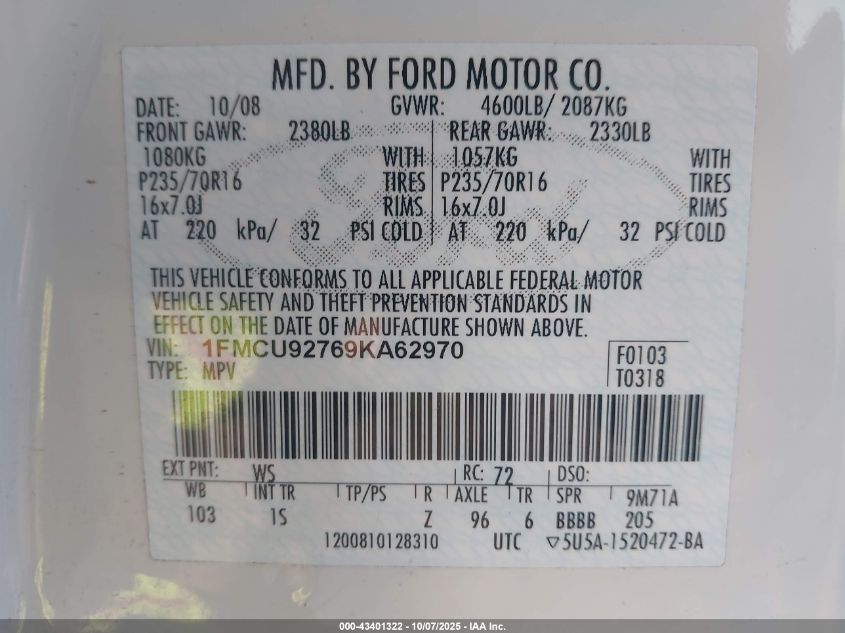 MFD. BY FORD MOTOR CO.
DATE: 10/08 GVWR: 4600LB/ 2087KG
FRONT GAWR: 2380LB REAR GAWR: 2330LB
1080KG WITH 1057KG WITH
P235/70R16 TIRES P235/70R16 TIRES
16x7.0J RIMS 16x7.0J RIMS
AT 220 kPa/ 32 PSI COLD AT 220 kPa/ 32 PSI COLD
THIS VEHICLE CONFORMS TO ALL APPLICABLE FEDERAL MOTOR
VEHICLE SAFETY AND THEFT PREVENTION STANDARDS IN
EFFECT ON THE DATE OF MANUFACTURE SHOWN ABOVE.
VIN: 1FMCU92769KA62970 F0103
TYPE: MPV T0318
EXT PNT: WS RC: 72 DSO:
WB INT TR TP/PS R AXLE TR SPR 9M71A
103 1S Z 96 6 BBBB 205
1200810128310 UTC ▽5U5A-1520472-BA
000-43401322 - 10/07/2025 - IAA Inc.